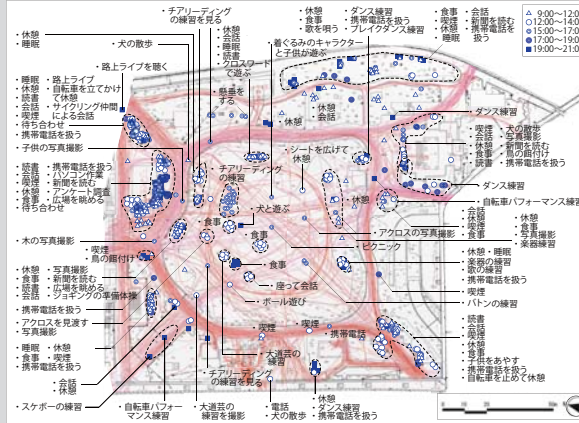 ・チアリーディング
の練習を見る
・休憩
・会話
・睡眠
・読書
・クロスワード
で遊ぶ
・休憩
・食事
・歌を唄う
・ダンス練習
・携帯電話を扱う
・ブレイクダンス練習
・食事
・喫煙
・休憩
・睡眠
・会話
・新聞を読む
・携帯電話を
扱う
△ 9:00～12:0
○ 12:00～14:0
15:00～17:0
● 17:00～19:0
■ 19:00～21:0
・休憩
・睡眠
・犬の散歩
・着ぐるみのキャラクター
と子供が遊ぶ
・路上ライブを聴く
・睡眠
・休憩
・読書
・会話
・喫煙
・待ち合わせ
・携帯電話を扱う
・路上ライブ
・自転車を立てかけ
て休憩
・サイクリング仲間
による会話
・懸垂を
する
・休憩
・休憩
・会話
・ダンス練習
・子供の写真撮影
・シートを広げて
休憩
・喫煙
・会話
・休憩
・食事
・読書
・犬の散歩
・写真撮影
・新聞を読む
・鳥の餌付け
・携帯電話を扱う
・読書
・会話
・喫煙
・休憩
・食事
・待ち合わせ
・携帯電話を扱う
・パソコン作業
・新聞を読む
・アンケート調査
・広場を眺める
チアリーディング
の練習
・休憩
・ダンス練習
・自転車パフォーマンス練習
・犬と遊ぶ
・食事
・食事
・会話
・休憩
・喫煙
・食事
・休憩
・食事
・写真撮影
・楽器練習
・アクロスの写真撮影
・ピクニック
・木の写真撮影
・喫煙
・鳥の餌付け
・食事
・休憩・睡眠
・楽器の練習
・歌の練習
・携帯電話を扱う
・休憩
・食事
・読書
・会話
・写真撮影
・新聞を読む
・広場を眺める
・ジョギングの準備体操
・座って会話
・喫煙
・携帯電話を扱う
・ボール遊び
・バトンの練習
・アクロスを見渡す
・写真撮影
・喫煙
・喫煙
・携帯電話
・読書
・会話
・喫煙
・休憩
・食事
・子供をあやす
・携帯電話を扱う
・自転車を止めて休憩
・睡眠
・食事
・携帯電話を扱う
・休憩
・喫煙
・大道芸の
練習
・会話
・休憩
・チアリーディング
の練習を見る
・スケボーの練習
・自転車パフォー
マンス練習
・大道芸の
練習を撮影
・電話
・犬の散歩
・休憩
・ダンス練習
・携帯電話を扱う
0 10